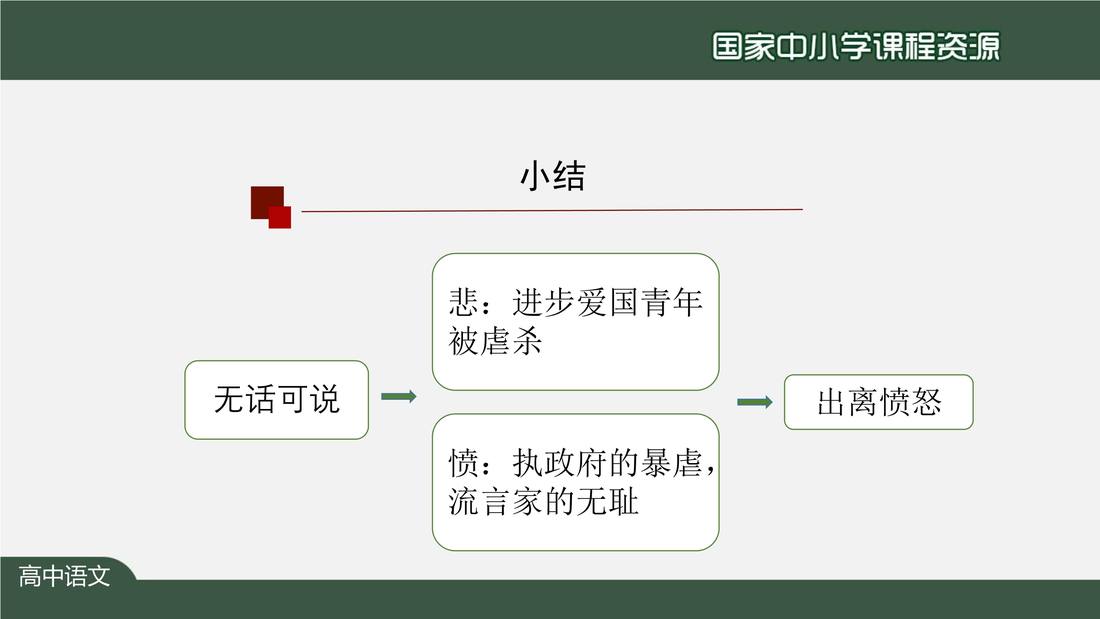 国家中小学课程资源
小结
悲：进步爱国青年
被虐杀
无话可说
出离愤怒
愤：执政府的暴虐，
流言家的无耻
高中语文